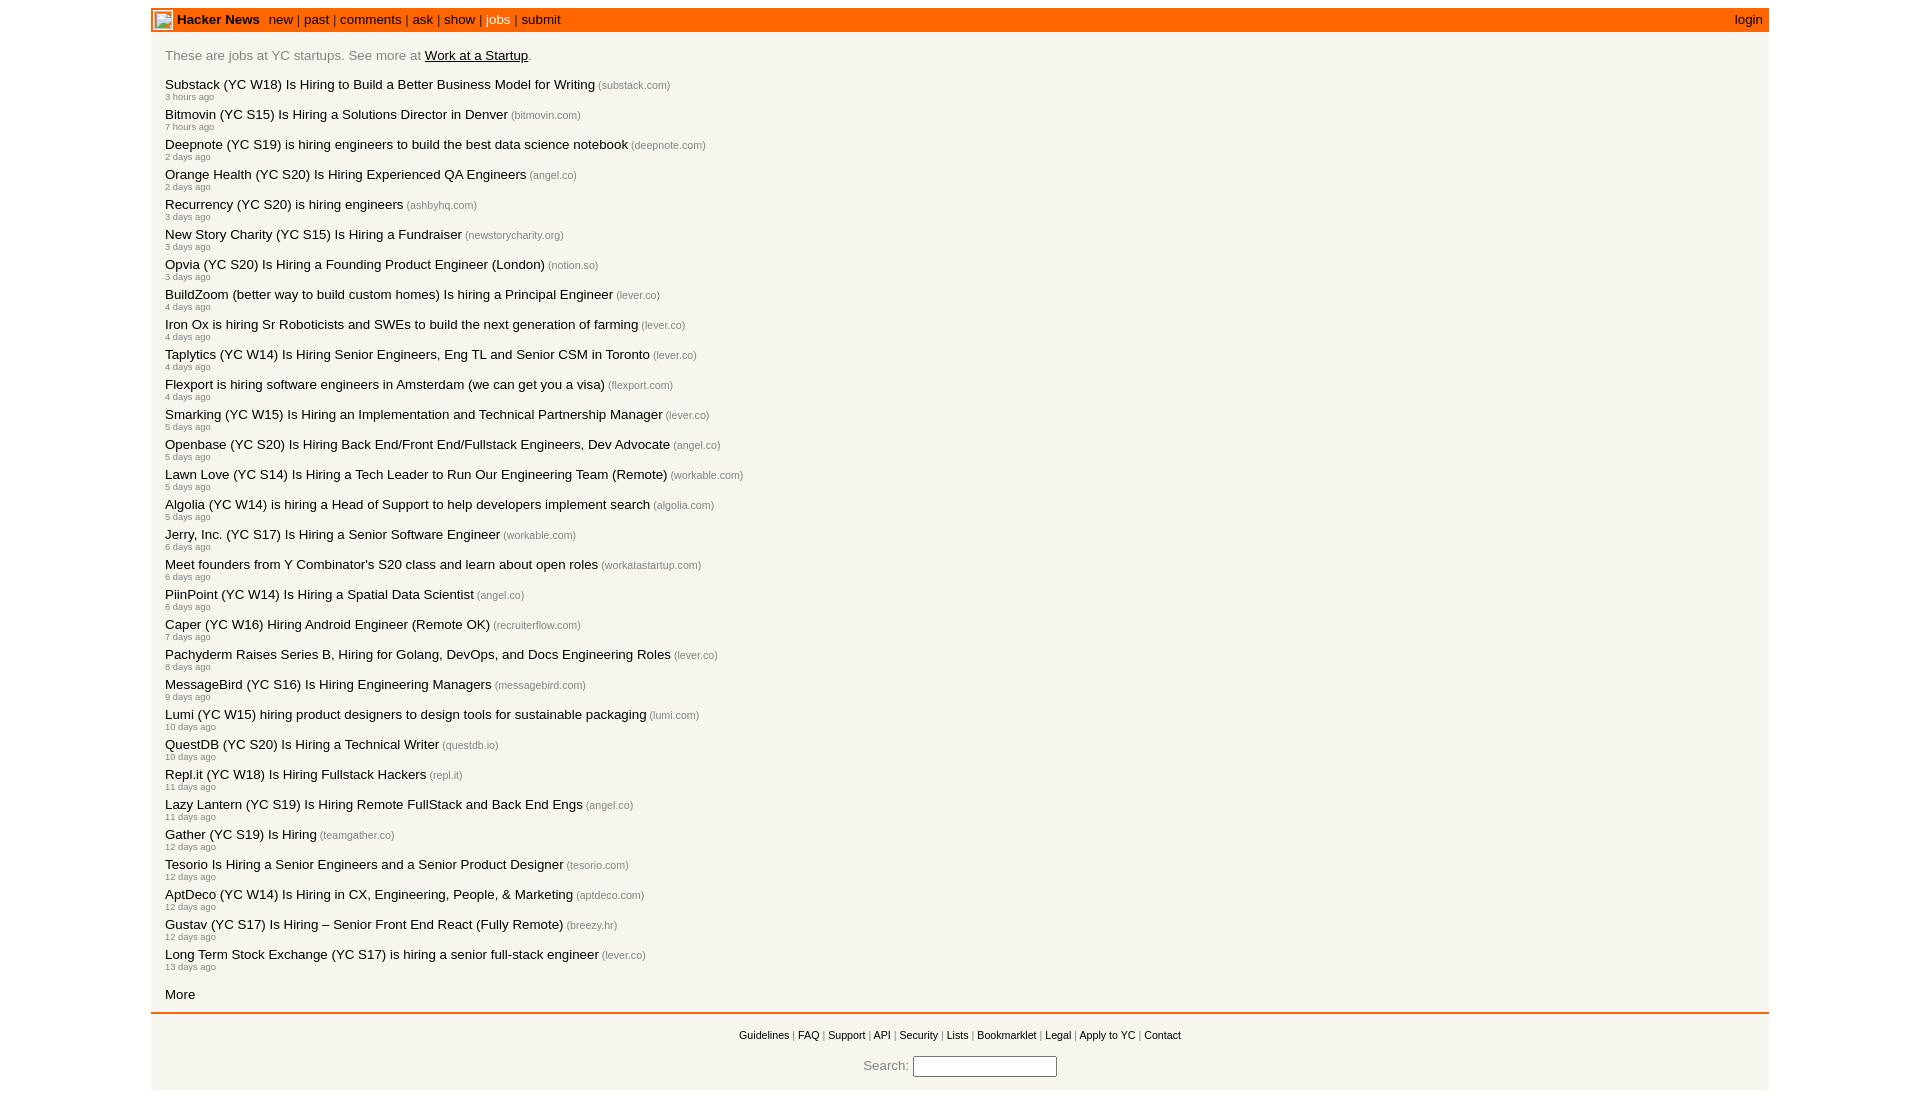 Hacker News new | past | comments | ask | show | jobs | submit login
These are jobs at YC startups. See more at Work at a Startup.
Substack (YC W18) Is Hiring to Build a Better Business Model for Writing (substack.com)
3 hours ago
Bitmovin (YC S15) Is Hiring a Solutions Director in Denver (bitmovin.com)
7 hours ago
Deepnote (YC S19) is hiring engineers to build the best data science notebook (deepnote.com)
2 days ago
Orange Health (YC S20) Is Hiring Experienced QA Engineers (angel.co)
2 days ago
Recurrency (YC S20) is hiring engineers (ashbyhq.com)
3 days ago
New Story Charity (YC S15) Is Hiring a Fundraiser (newstorycharity.org)
3 days ago
Opvia (YC S20) Is Hiring a Founding Product Engineer (London) (notion.so)
3 days ago
BuildZoom (better way to build custom homes) Is hiring a Principal Engineer (lever.co)
4 days ago
Iron Ox is hiring Sr Roboticists and SWEs to build the next generation of farming (lever.co)
4 days ago
Taplytics (YC W14) Is Hiring Senior Engineers, Eng TL and Senior CSM in Toronto (lever.co)
4 days ago
Flexport is hiring software engineers in Amsterdam (we can get you a visa) (flexport.com)
4 days ago
Smarking (YC W15) Is Hiring an Implementation and Technical Partnership Manager (lever.co)
5 days ago
Openbase (YC S20) Is Hiring Back End/Front End/Fullstack Engineers, Dev Advocate (angel.co)
5 days ago
Lawn Love (YC S14) Is Hiring a Tech Leader to Run Our Engineering Team (Remote) (workable.com)
5 days ago
Algolia (YC W14) is hiring a Head of Support to help developers implement search (algolia.com)
5 days ago
Jerry, Inc. (YC S17) Is Hiring a Senior Software Engineer (workable.com)
6 days ago
Meet founders from Y Combinator's S20 class and learn about open roles (workatastartup.com)
6 days ago
PiinPoint (YC W14) Is Hiring a Spatial Data Scientist (angel.co)
6 days ago
Caper (YC W16) Hiring Android Engineer (Remote OK) (recruiterflow.com)
7 days ago
Pachyderm Raises Series B, Hiring for Golang, DevOps, and Docs Engineering Roles (lever.co)
8 days ago
MessageBird (YC S16) Is Hiring Engineering Managers (messagebird.com)
9 days ago
Lumi (YC W15) hiring product designers to design tools for sustainable packaging (lumi.com)
10 days ago
QuestDB (YC S20) Is Hiring a Technical Writer (questdb.io)
10 days ago
Repl.it (YC W18) Is Hiring Fullstack Hackers (repl.it)
11 days ago
Lazy Lantern (YC S19) Is Hiring Remote FullStack and Back End Engs (angel.co)
11 days ago
Gather (YC S19) Is Hiring (teamgather.co)
12 days ago
Tesorio Is Hiring a Senior Engineers and a Senior Product Designer (tesorio.com)
12 days ago
AptDeco (YC W14) Is Hiring in CX, Engineering, People, & Marketing (aptdeco.com)
12 days ago
Gustav (YC S17) Is Hiring – Senior Front End React (Fully Remote) (breezy.hr)
12 days ago
Long Term Stock Exchange (YC S17) is hiring a senior full-stack engineer (lever.co)
13 days ago
More
Guidelines | FAQ | Support | API | Security | Lists | Bookmarklet | Legal | Apply to YC | Contact
Search: